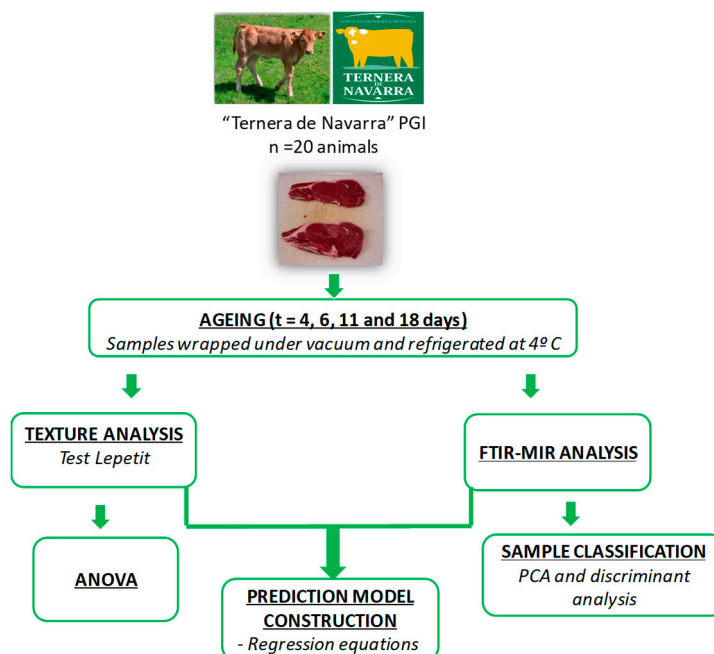 TERNERA
DE
NAVARRA
“Ternera de Navarra” PGI
n =20 animals
AGEING (t = 4, 6, 11 and 18 days)
Samples wrapped under vacuum and refrigerated at 4º C
TEXTURE ANALYSIS
Test Lepetit
FTIR-MIR ANALYSIS
ANOVA
SAMPLE CLASSIFICATION
PCA and discriminant
analysis
PREDICTION MODEL
CONSTRUCTION
- Regression equations